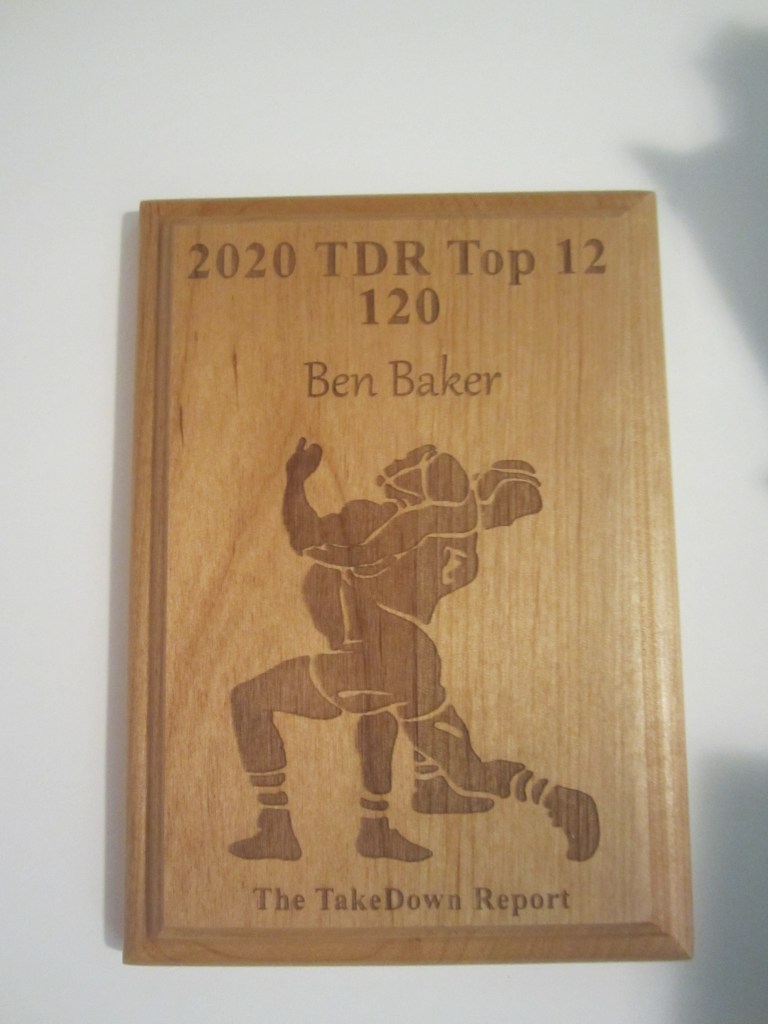 2020 TDR Top 12
120
Ben Baker
The TakeDown Report